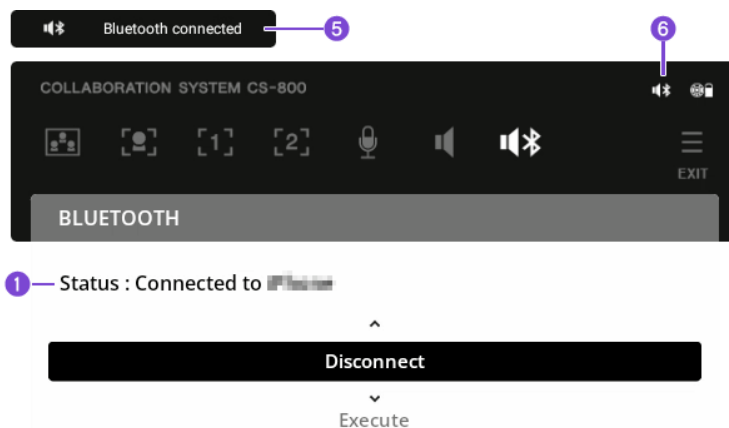 Bluetooth connected
5
6
COLLABORATION SYSTEM CS-800
[1] [2]
EXIT
BLUETOOTH
1 Status : Connected to
Disconnect
Execute